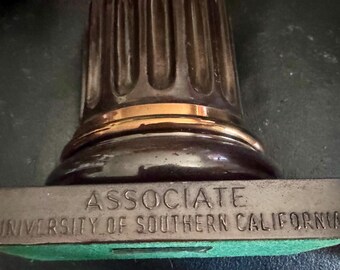 ASSOCIATE
UNIVERSITY OF SOUTHERN CALIFORNIA